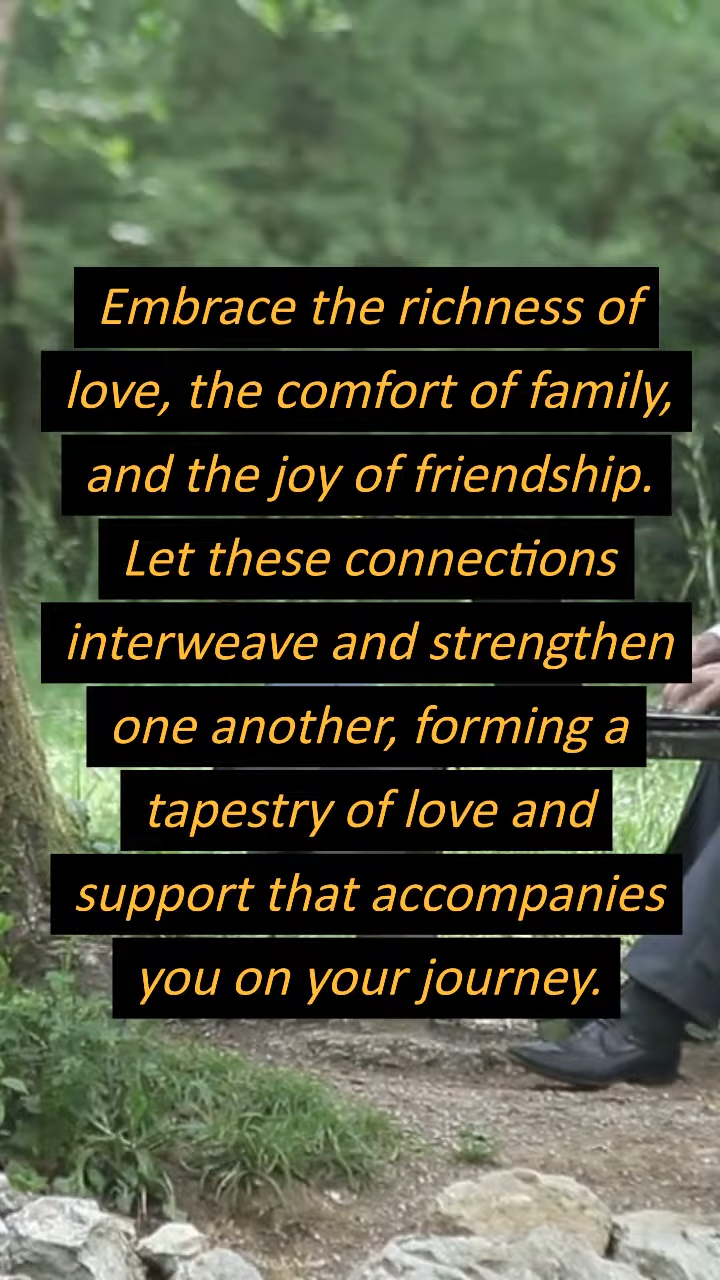 Embrace the richness of
love, the comfort of family,
and the joy of friendship.
Let these connections
interweave and strengthen
one another, forming a
tapestry of love and
support that accompanies
you on your journey.